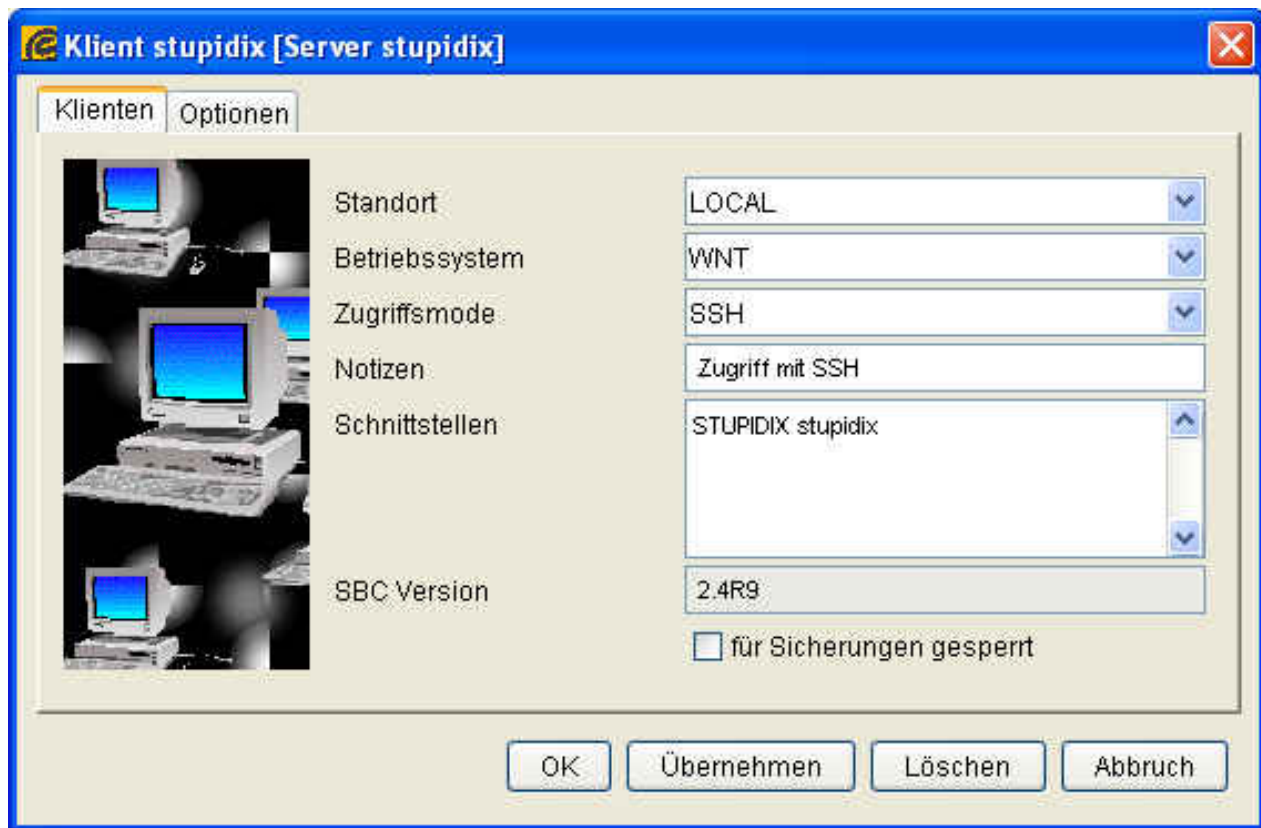 Klient stupidix [Server stupidix]
Klienten Optionen
Standort LOCAL
Betriebssystem WNT
Zugriffsmode SSH
Notizen Zugriff mit SSH
Schnittstellen STUPIDIX stupidix
SBC Version 2.4R9
für Sicherungen gesperrt
OK Übernehmen Löschen Abbruch